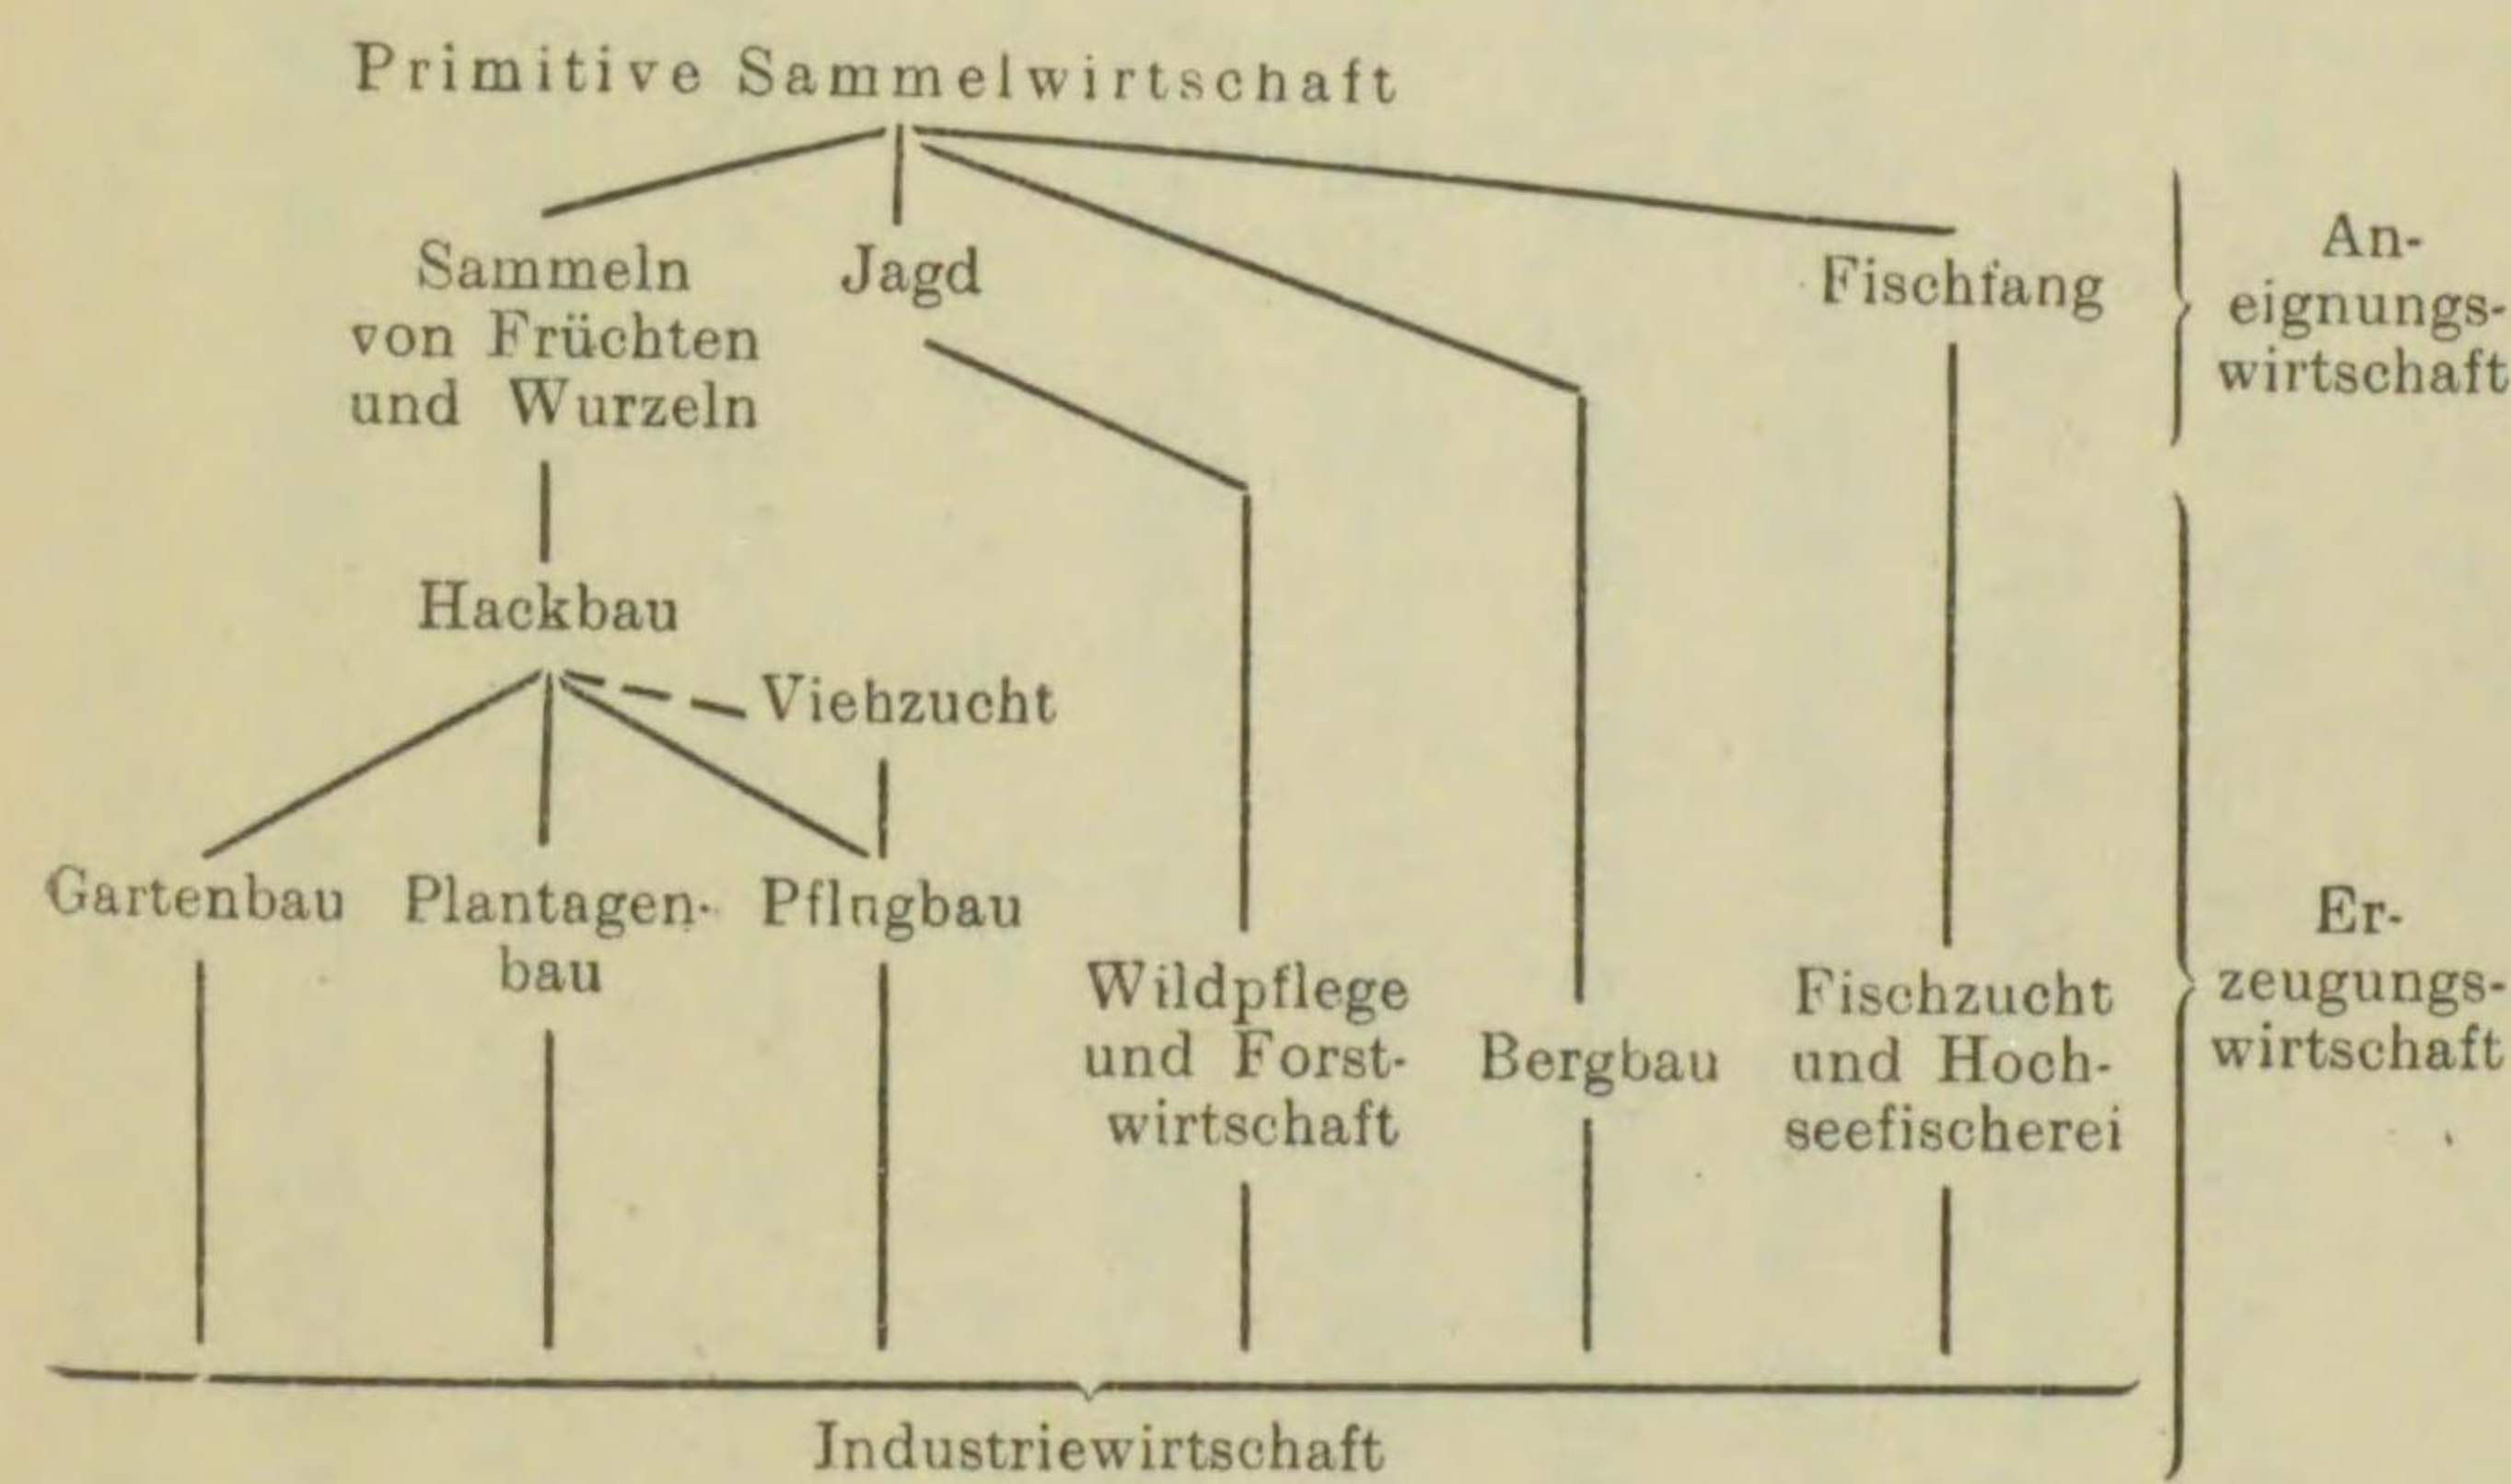 Primitive Sammelwirtschaft
Sammeln
von Früchten
und Wurzeln
Jagd
Fischfang
An-
eignungs-
wirtschaft
Hackbau
Viehzucht
Gartenbau
Plantagen-
bau
Pflngbau
Wildpflege
und Forst-
wirtschaft
Bergbau
Fischzucht
und Hoch-
seefischerei
Er-
zeugungs-
wirtschaft
Industriewirtschaft